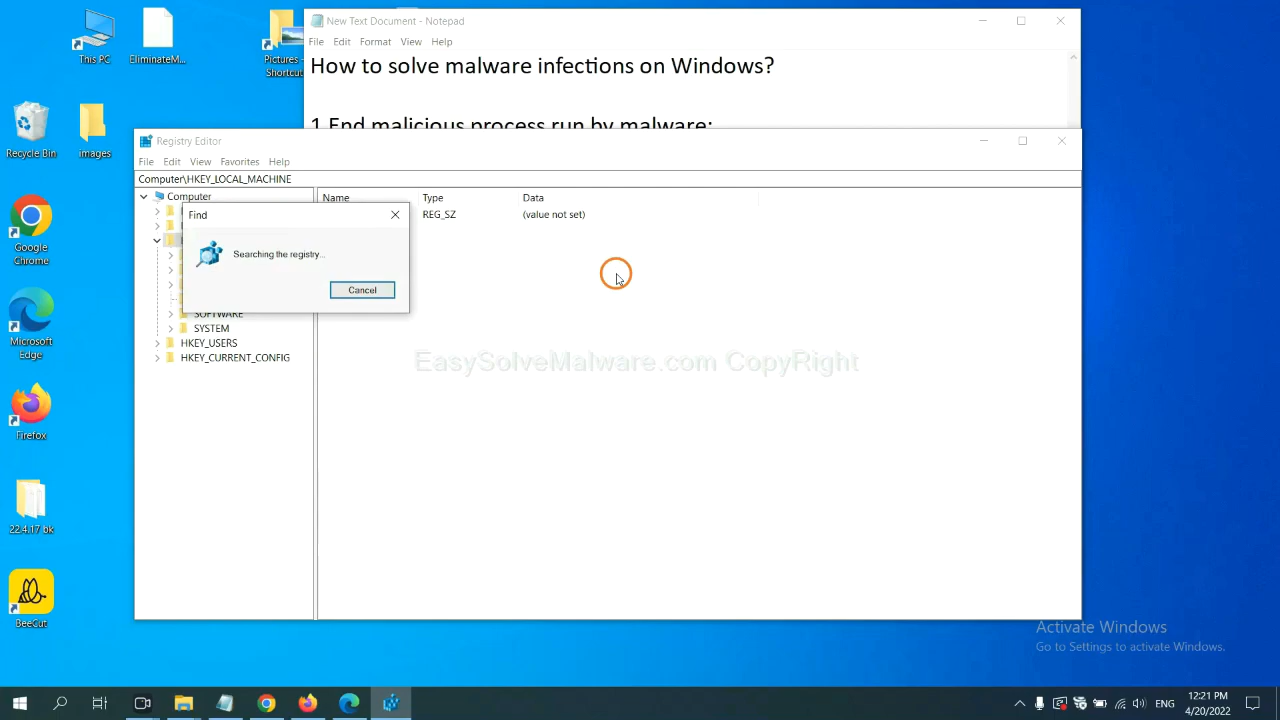 This PC
EliminateM...
Pictures -
Shortcut
Recycle Bin
images
Google
Chrome
Microsoft
Edge
Firefox
22.4.17 bk
BeeCut
New Text Document - Notepad
File Edit Format View Help
How to solve malware infections on Windows?
1.End malicious process run by malware:
Registry Editor
File Edit View Favorites Help
Computer\HKEY_LOCAL_MACHINE
Computer
Name Type Data
REG_SZ (value not set)
Find
Searching the registry...
Cancel
SOFTWARE
SYSTEM
HKEY_USERS
HKEY_CURRENT_CONFIG
EasySolveMalware.com CopyRight
Activate Windows
Go to Settings to activate Windows.
ENG
12:21 PM
4/20/2022